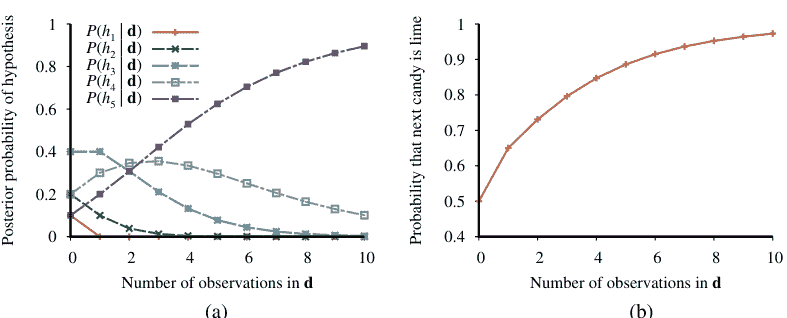 Posterior probability of hypothesis
1
0.8
0.6
0.4
0.2
0
P(h1 | d)
P(h2 | d)
P(h3 | d)
P(h4 | d)
P(h5 | d)
0 2 4 6 8 10
Number of observations in d
(a)
Probability that next candy is lime
1
0.9
0.8
0.7
0.6
0.5
0.4
0 2 4 6 8 10
Number of observations in d
(b)